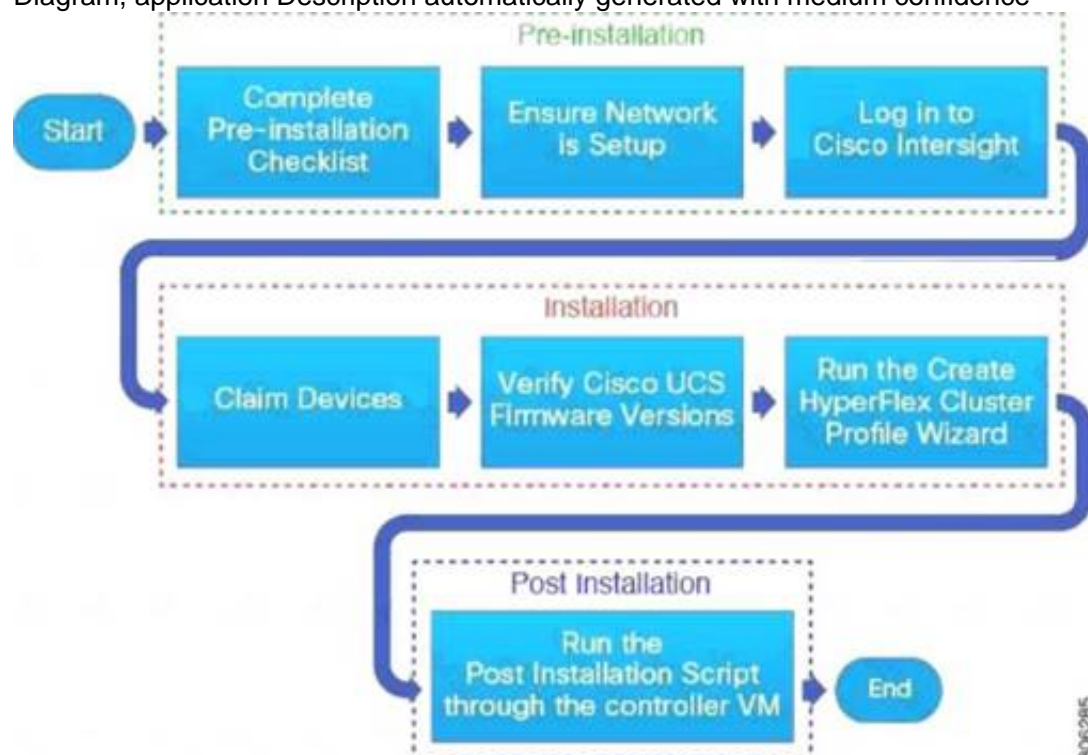 Diagram, application Description automatically generated with medium confidence
Pre-installation
Start
Complete
Pre-installation
Checklist
Ensure Network
is Setup
Log in to
Cisco Intersight
Installation
Claim Devices
Verify Cisco UCS
Firmware Versions
Run the Create
HyperFlex Cluster
Profile Wizard
Post Installation
Run the
Post Installation Script
through the controller VM
End